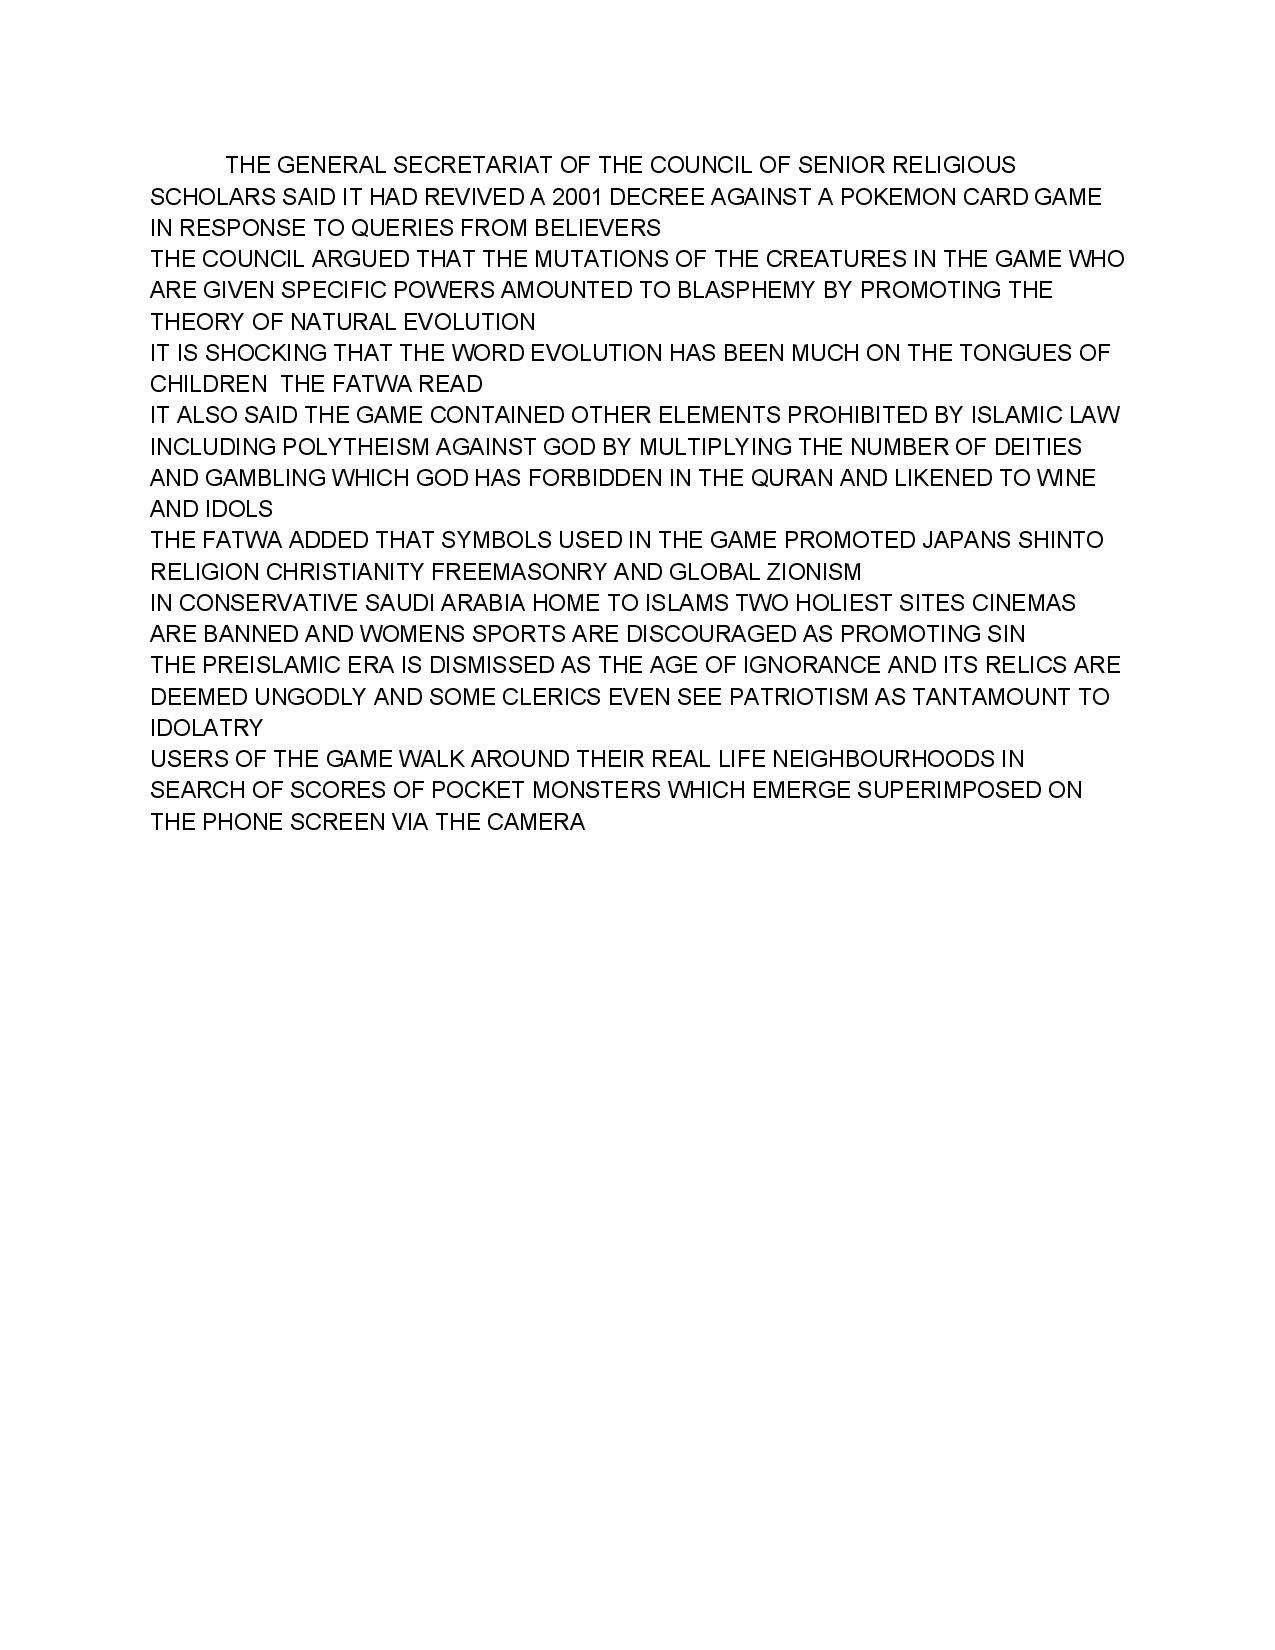 THE GENERAL SECRETARIAT OF THE COUNCIL OF SENIOR RELIGIOUS
SCHOLARS SAID IT HAD REVIVED A 2001 DECREE AGAINST A POKEMON CARD GAME
IN RESPONSE TO QUERIES FROM BELIEVERS
THE COUNCIL ARGUED THAT THE MUTATIONS OF THE CREATURES IN THE GAME WHO
ARE GIVEN SPECIFIC POWERS AMOUNTED TO BLASPHEMY BY PROMOTING THE
THEORY OF NATURAL EVOLUTION
IT IS SHOCKING THAT THE WORD EVOLUTION HAS BEEN MUCH ON THE TONGUES OF
CHILDREN  THE FATWA READ
IT ALSO SAID THE GAME CONTAINED OTHER ELEMENTS PROHIBITED BY ISLAMIC LAW
INCLUDING POLYTHEISM AGAINST GOD BY MULTIPLYING THE NUMBER OF DEITIES
AND GAMBLING WHICH GOD HAS FORBIDDEN IN THE QURAN AND LIKENED TO WINE
AND IDOLS
THE FATWA ADDED THAT SYMBOLS USED IN THE GAME PROMOTED JAPANS SHINTO
RELIGION CHRISTIANITY FREEMASONRY AND GLOBAL ZIONISM
IN CONSERVATIVE SAUDI ARABIA HOME TO ISLAMS TWO HOLIEST SITES CINEMAS
ARE BANNED AND WOMENS SPORTS ARE DISCOURAGED AS PROMOTING SIN
THE PREISLAMIC ERA IS DISMISSED AS THE AGE OF IGNORANCE AND ITS RELICS ARE
DEEMED UNGODLY AND SOME CLERICS EVEN SEE PATRIOTISM AS TANTAMOUNT TO
IDOLATRY
USERS OF THE GAME WALK AROUND THEIR REAL LIFE NEIGHBOURHOODS IN
SEARCH OF SCORES OF POCKET MONSTERS WHICH EMERGE SUPERIMPOSED ON
THE PHONE SCREEN VIA THE CAMERA